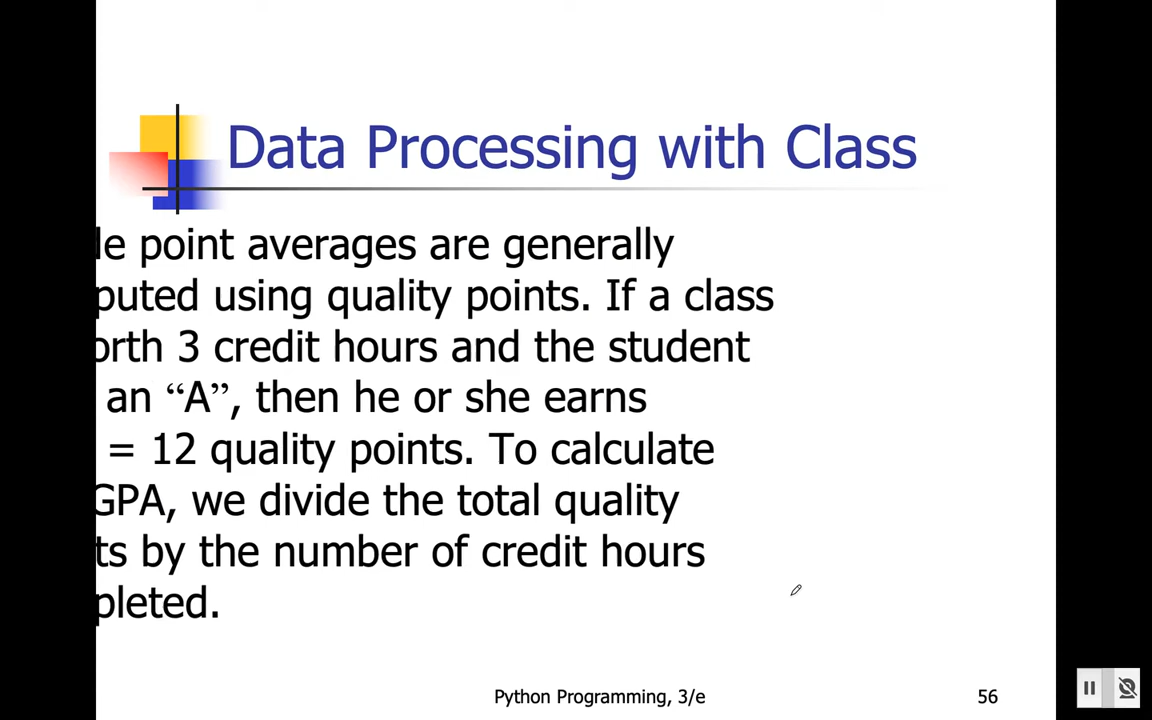 Data Processing with Class
le point averages are generally
puted using quality points. If a class
orth 3 credit hours and the student
an “A”, then he or she earns
= 12 quality points. To calculate
GPA, we divide the total quality
ts by the number of credit hours
pleted.
Python Programming, 3/e
56